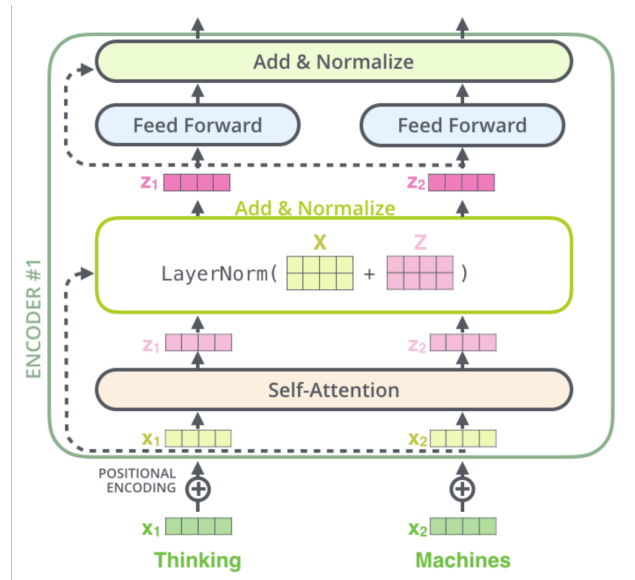 Add & Normalize
Feed Forward Feed Forward
z1 z2
Add & Normalize
X Z
LayerNorm( + )
z1 z2
Self-Attention
x1 x2
ENCODER #1
POSITIONAL
ENCODING
x1 x2
Thinking Machines